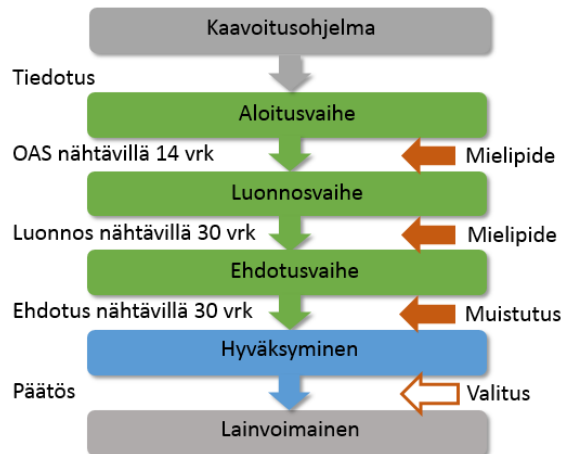 Kaavoitusohjelma
Tiedotus
Aloitusvaihe
OAS nähtävillä 14 vrk
Mielipide
Luonnosvaihe
Luonnos nähtävillä 30 vrk
Mielipide
Ehdotusvaihe
Ehdotus nähtävillä 30 vrk
Muistutus
Hyväksyminen
Päätös
Valitus
Lainvoimainen